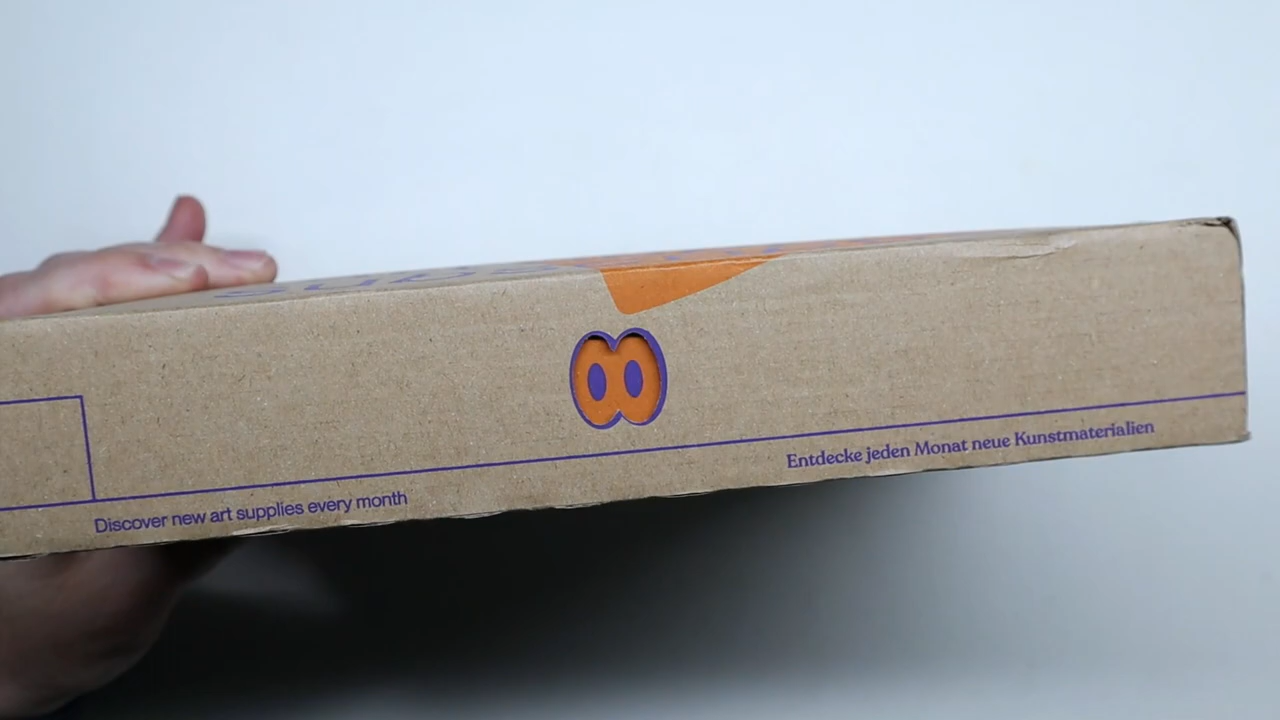 Discover new art supplies every month
Entdecke jeden Monat neue Kunstmaterialien